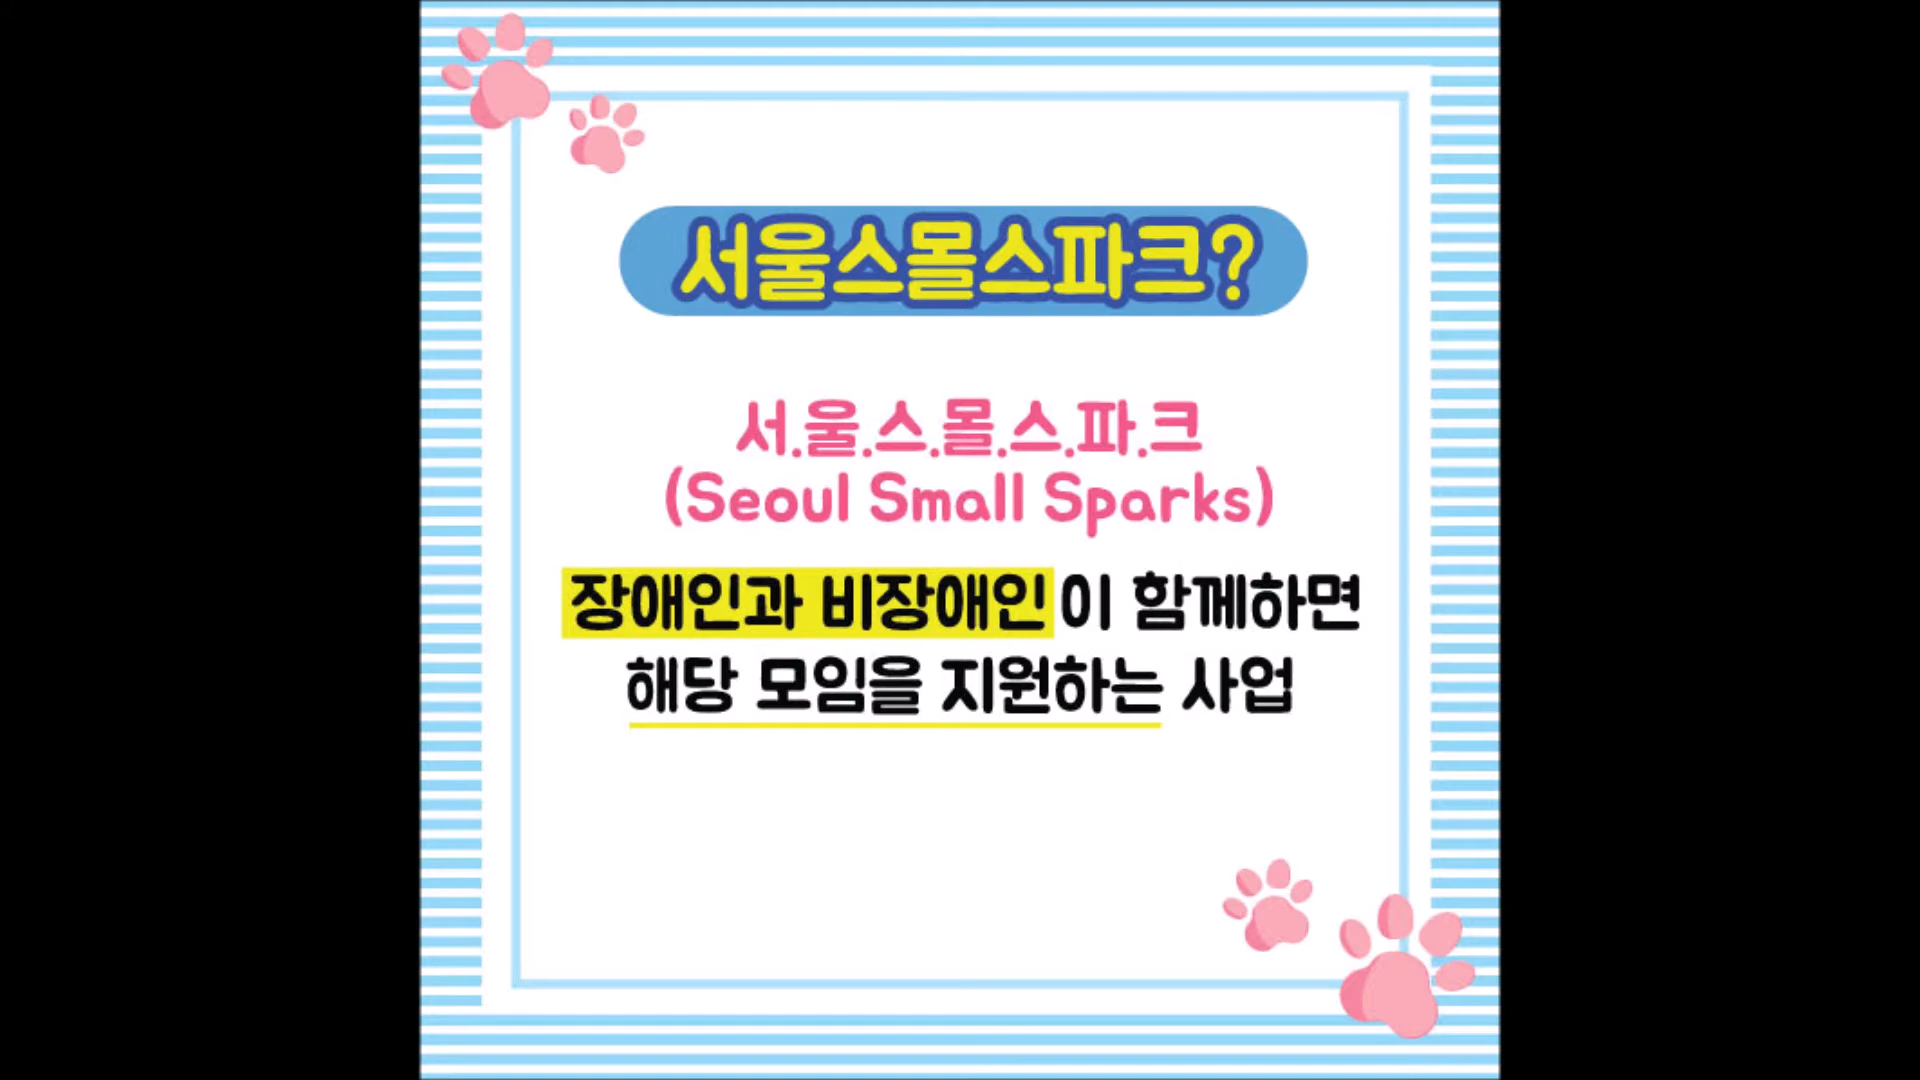 서울스몰스파크?
서.울.스.몰.스.파.크
(Seoul Small Sparks)
장애인과 비장애인이 함께하면
해당 모임을 지원하는 사업